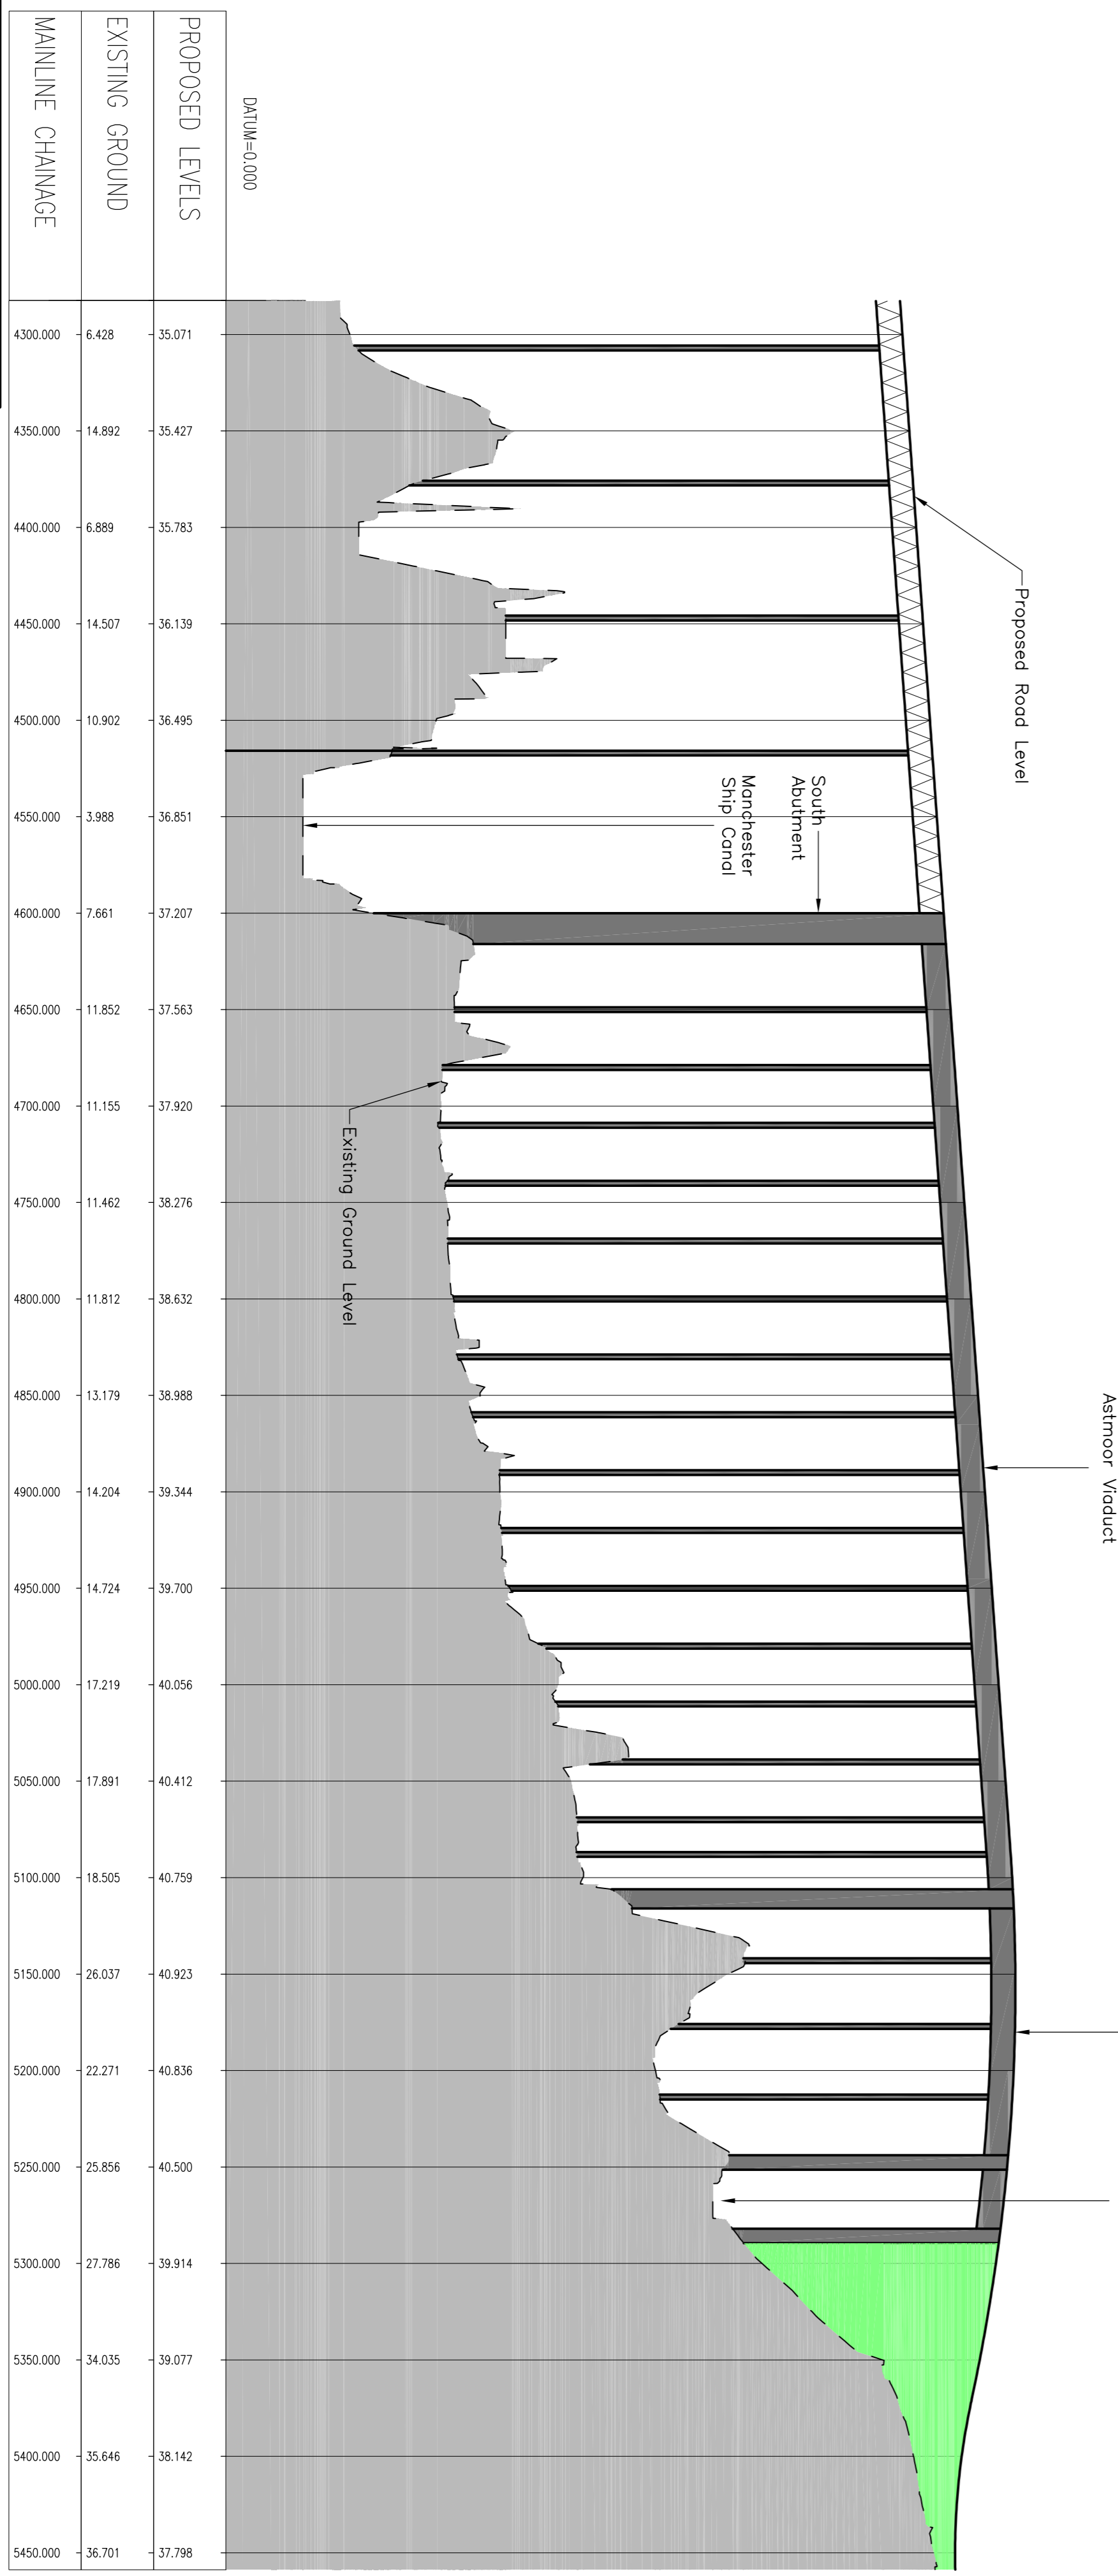 Astmoor Viaduct
Proposed Road Level
South
Abutment
Manchester
Ship Canal
Existing Ground Level
DATUM=0.000
PROPOSED LEVELS 35.071 35.427 35.783 36.139 36.495 36.851 37.207 37.563 37.920 38.276 38.632 38.988 39.344 39.700 40.056 40.412 40.759 40.923 40.836 40.500 39.914 39.077 38.142 37.798
EXISTING GROUND 6.428 14.892 6.889 14.507 10.902 3.988 7.661 11.852 11.155 11.462 11.812 13.179 14.204 14.724 17.219 17.891 18.505 26.037 22.271 25.856 27.786 34.035 35.646 36.701
MAINLINE CHAINAGE 4300.000 4350.000 4400.000 4450.000 4500.000 4550.000 4600.000 4650.000 4700.000 4750.000 4800.000 4850.000 4900.000 4950.000 5000.000 5050.000 5100.000 5150.000 5200.000 5250.000 5300.000 5350.000 5400.000 5450.000